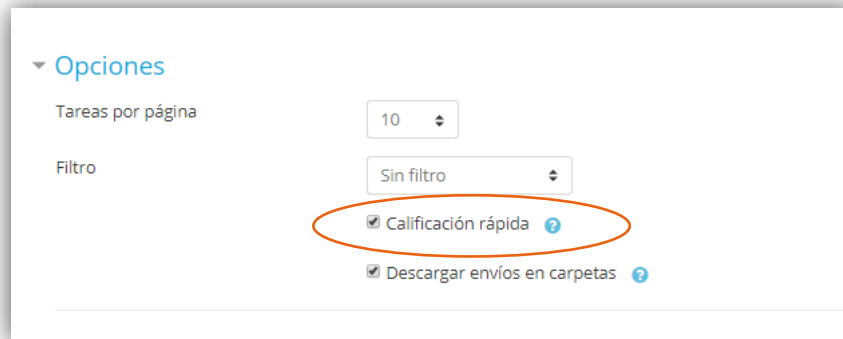 Opciones
Tareas por página
10
Filtro
Sin filtro
Calificación rápida
Descargar envíos en carpetas